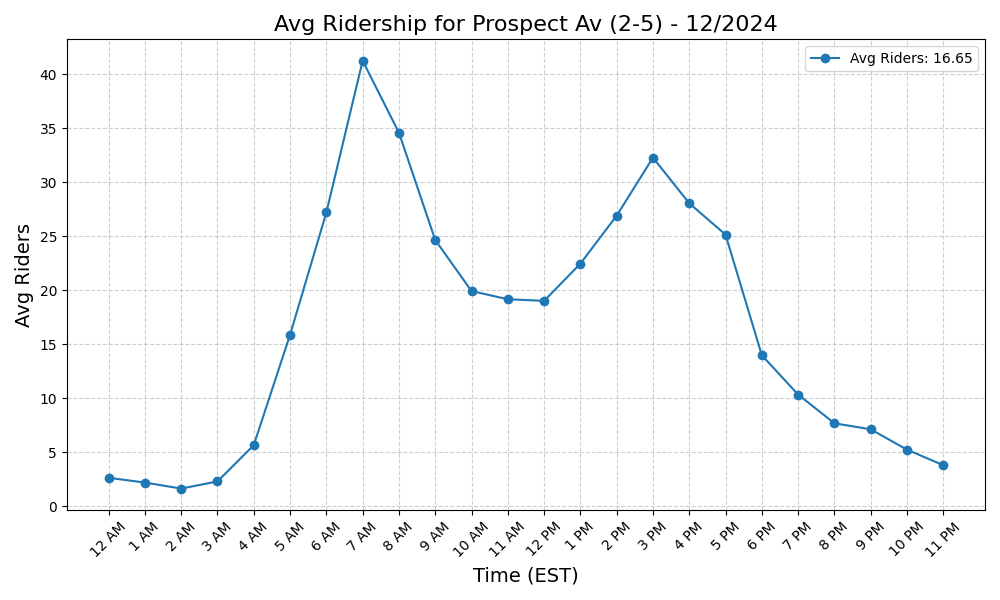 Avg Ridership for Prospect Av (2-5) - 12/2024
Avg Riders: 16.65
Avg Riders
40
35
30
25
20
15
10
5
0
12 AM
1 AM
2 AM
3 AM
4 AM
5 AM
6 AM
7 AM
8 AM
9 AM
10 AM
11 AM
12 PM
1 PM
2 PM
3 PM
4 PM
5 PM
6 PM
7 PM
8 PM
9 PM
10 PM
11 PM
Time (EST)